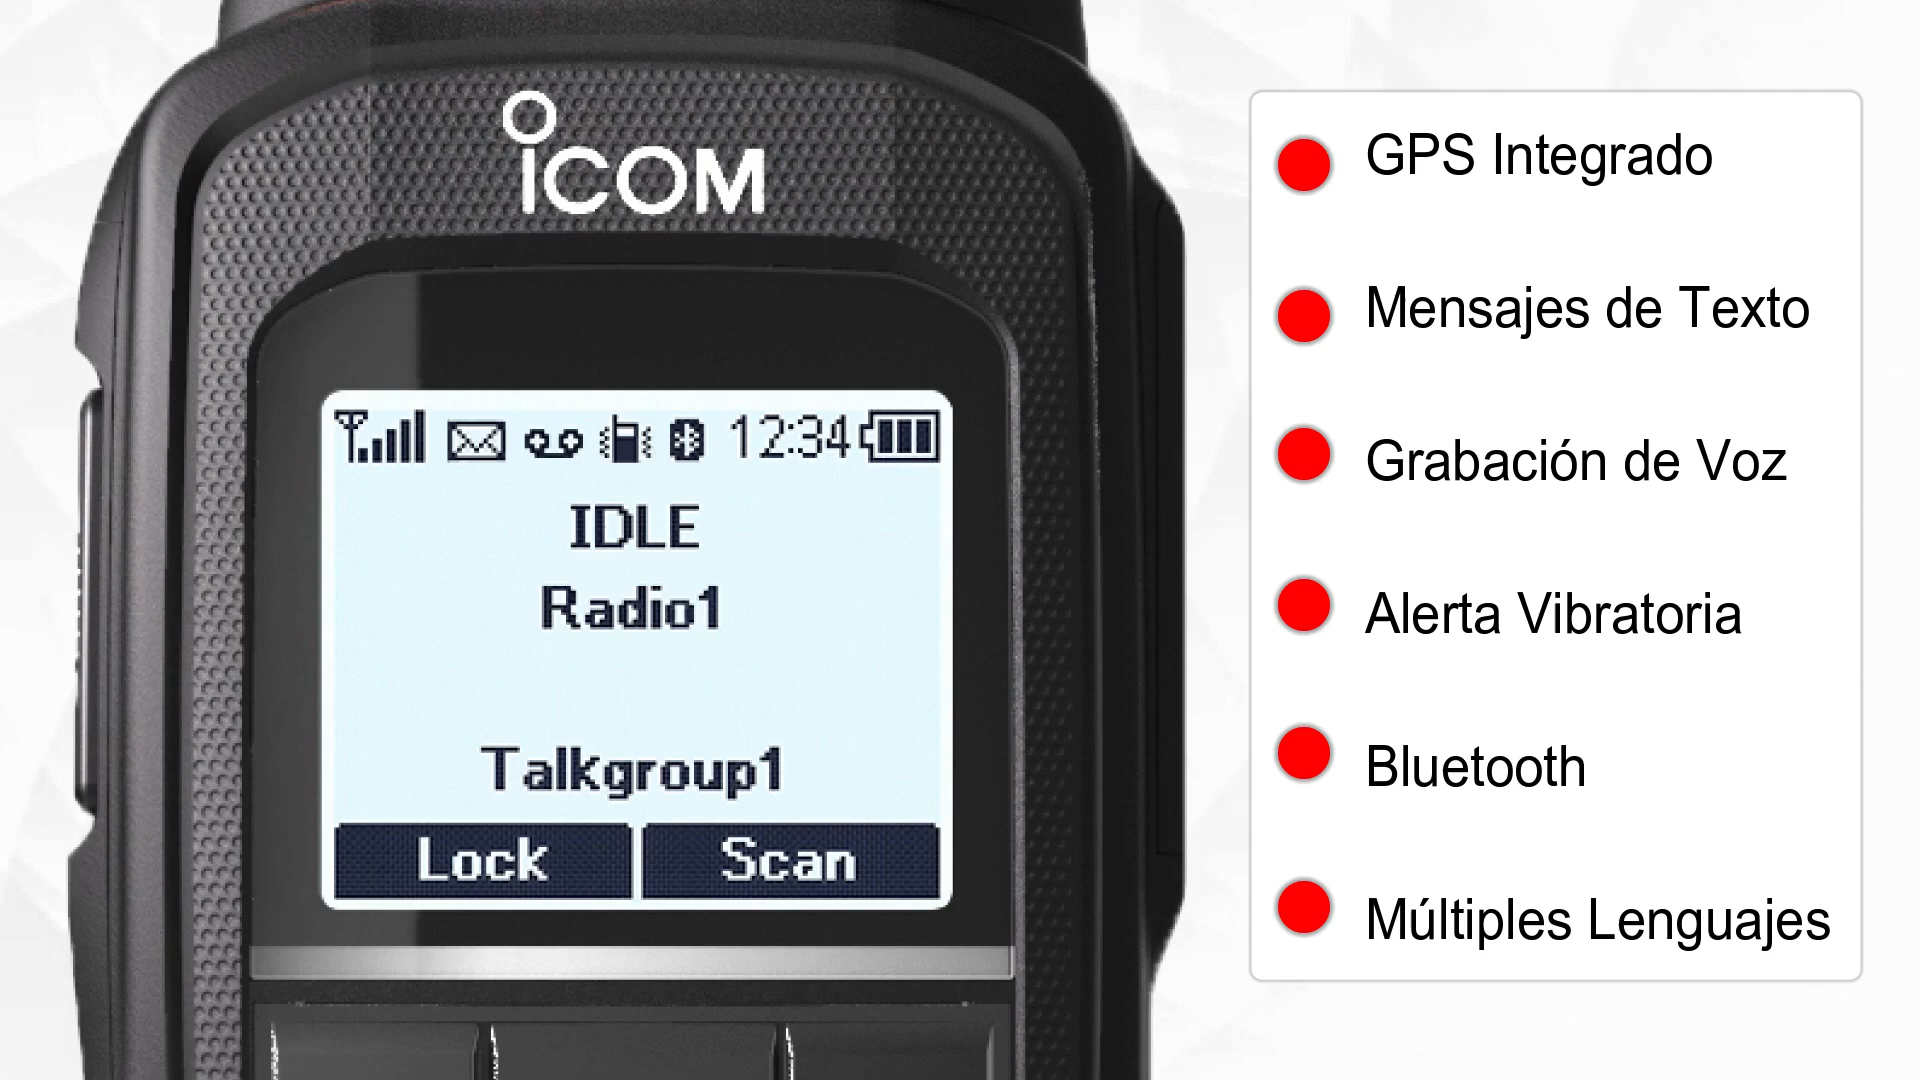 iCOM
12:34
IDLE
Radio1
Talkgroup1
Lock
Scan
GPS Integrado
Mensajes de Texto
Grabación de Voz
Alerta Vibratoria
Bluetooth
Múltiples Lenguajes